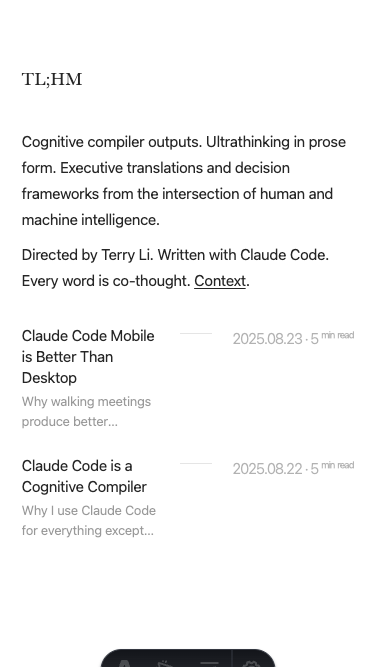 TL;HM
Cognitive compiler outputs. Ultrathinking in prose
form. Executive translations and decision
frameworks from the intersection of human and
machine intelligence.
Directed by Terry Li. Written with Claude Code.
Every word is co-thought. Context.
Claude Code Mobile
is Better Than
Desktop
2025.08.23 · 5 min read
Why walking meetings
produce better...
Claude Code is a
Cognitive Compiler
2025.08.22 · 5 min read
Why I use Claude Code
for everything except...